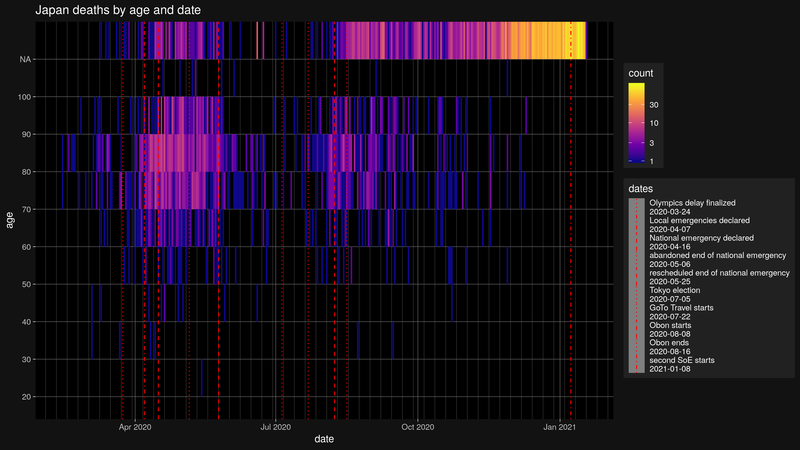 Japan deaths by age and date
NA
100
90
80
70
60
50
40
30
20
age
Apr 2020
Jul 2020
Oct 2020
Jan 2021
date
count
30
10
3
1
dates
Olympics delay finalized
2020-03-24
Local emergencies declared
2020-04-07
National emergency declared
2020-04-16
abandoned end of national emergency
2020-05-06
rescheduled end of national emergency
2020-05-25
Tokyo election
2020-07-05
GoTo Travel starts
2020-07-22
Obon starts
2020-08-08
Obon ends
2020-08-16
second SoE starts
2021-01-08